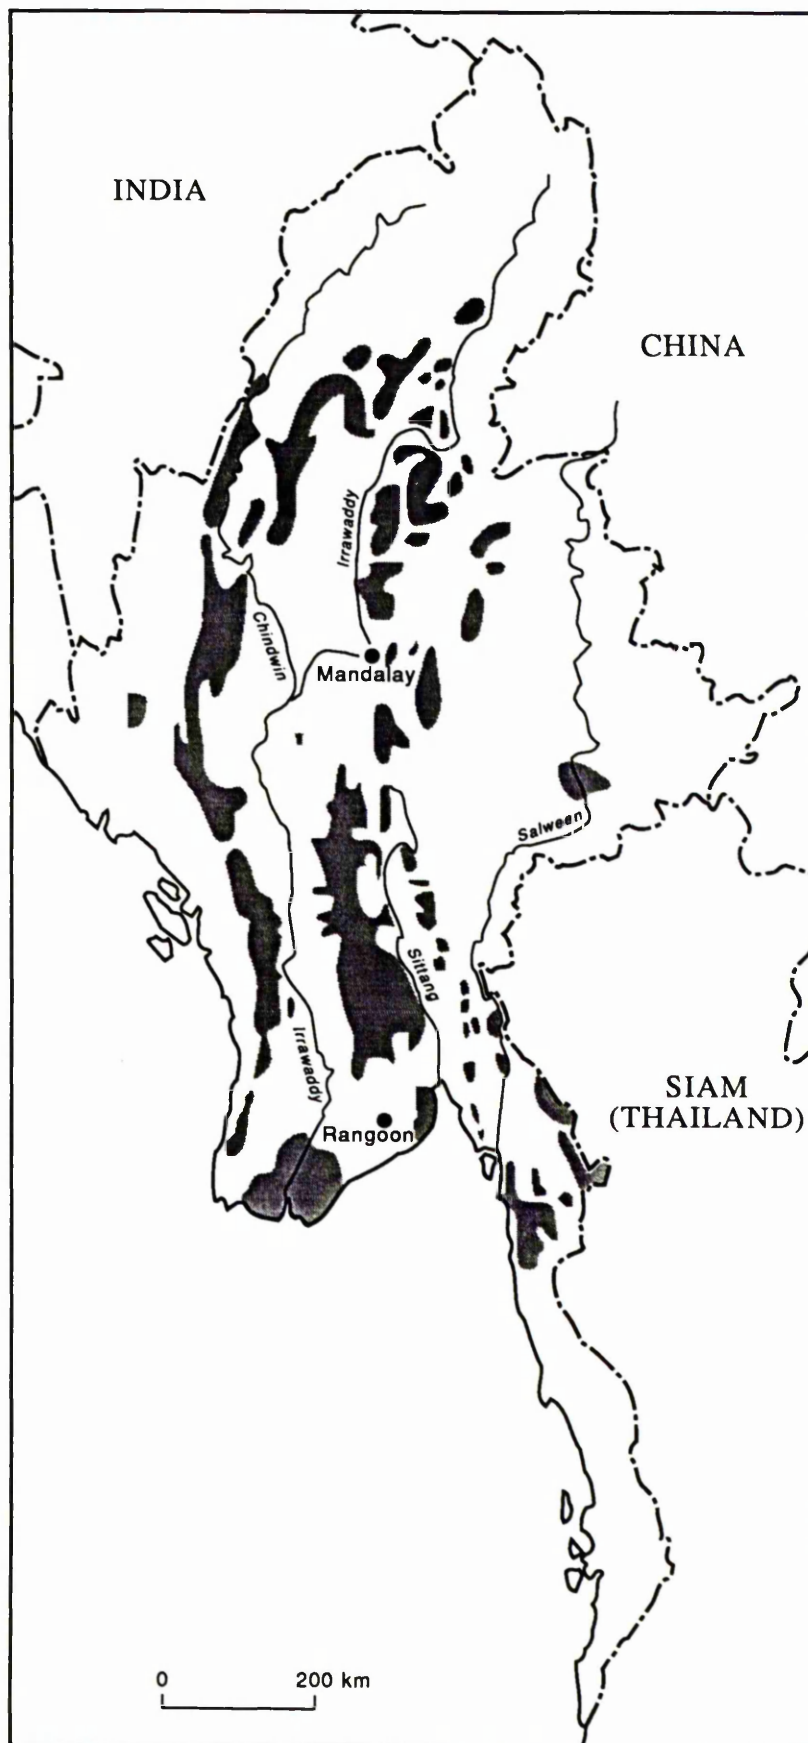 INDIA
CHINA
Irrawaddy
Chindwin
Mandalay
Salween
Sittang
Irrawaddy
SIAM
(THAILAND)
Rangoon
0 200 km